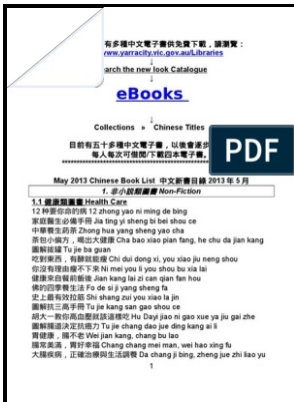 有多種中文電子書供免費下載，請瀏覽：
www.yarracity.vic.gov.au/Libraries
↓
earch the new look Catalogue
↓
eBooks
↓
Collections » Chinese Titles
目前有五十多種中文電子書，以後會逐步
每人每次可借閱/下載四本電子書。
PDF
May 2013 Chinese Book List 中文新書目錄 2013 年 5 月
1. 非小說類圖書 Non-Fiction
1.1 健康類圖書 Health Care
12 种要你命的病 12 zhong yao ni ming de bing
家庭醫生必備手冊 Jia ting yi sheng bi bei shou ce
中華養生药茶 Zhong hua yang sheng yao cha
茶包小偏方，喝出大健康 Cha bao xiao pian fang, he chu da jian kang
圖解拔罐 Tu jie ba guan
吃對東西，有酵就能瘦 Chi dui dong xi, you xiao jiu neng shou
你沒有理由瘦不下來 Ni mei you li you shou bu xia lai
健康來自餐前飯後 Jian kang lai zi can qian fan hou
佛的四季養生法 Fo de si ji yang sheng fa
史上最有效拉筋 Shi shang zui you xiao la jin
圖解抗三高手冊 Tu jie kang san gao shou ce
胡大一教你高血壓就該這樣吃 Hu Dayi jiao ni gao xue ya jiu gai zhe
圖解腸道決定抗癌力 Tu jie chang dao jue ding kang ai li
胃健康，腸不老 Wei jian kang, chang bu lao
腸常美滿，胃好幸福 Chang chang mei man, wei hao xing fu
大腸疾病，正確治療與生活調養 Da chang ji bing, zheng jue zhi liao yu
1